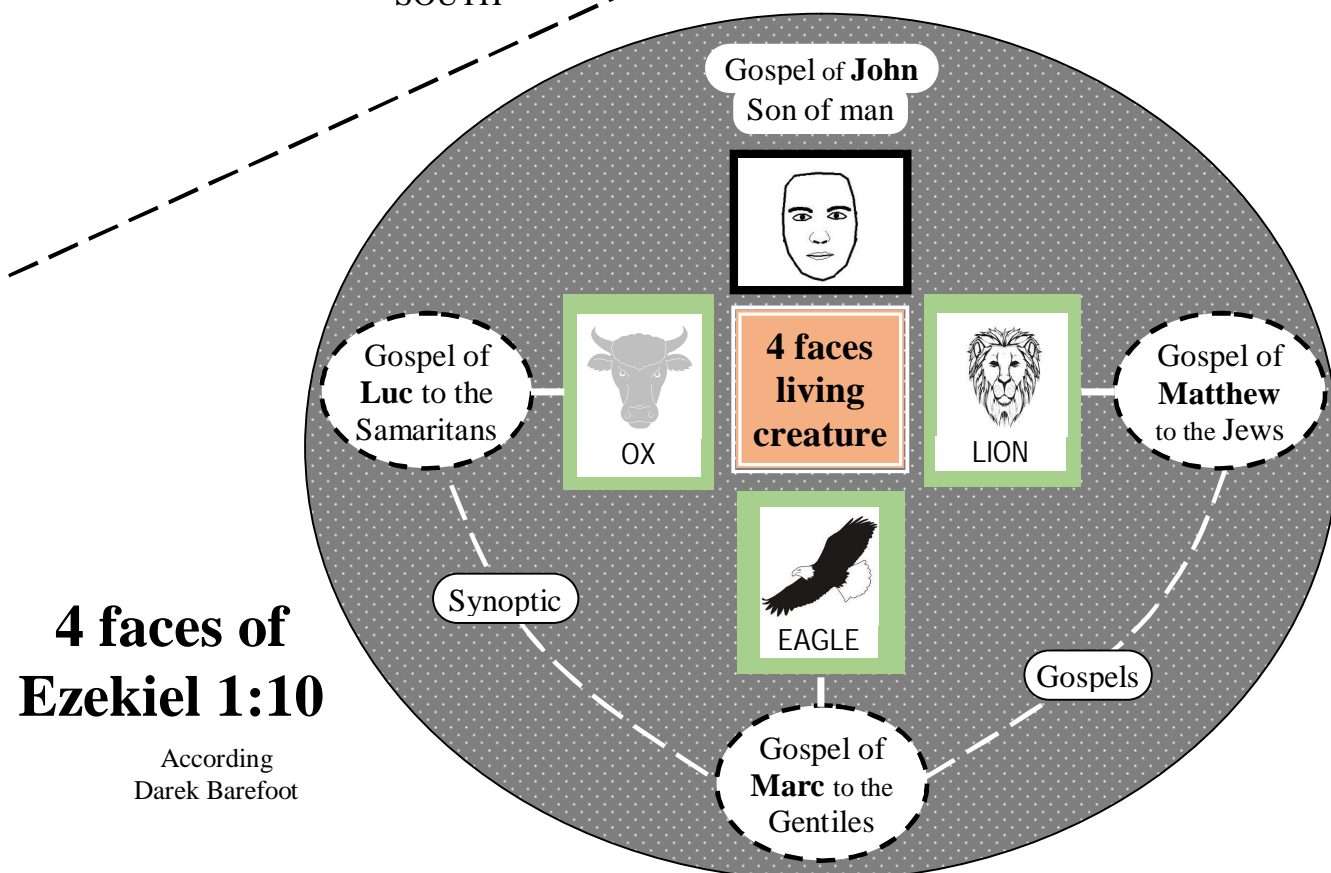 SOUTH
Gospel of John
Son of man
4 faces
living
creature
Gospel of
Luc to the
Samaritans
OX
LION
Gospel of
Matthew
to the Jews
EAGLE
Synoptic
Gospels
Gospel of
Marc to the
Gentiles
4 faces of
Ezekiel 1:10
According
Darek Barefoot